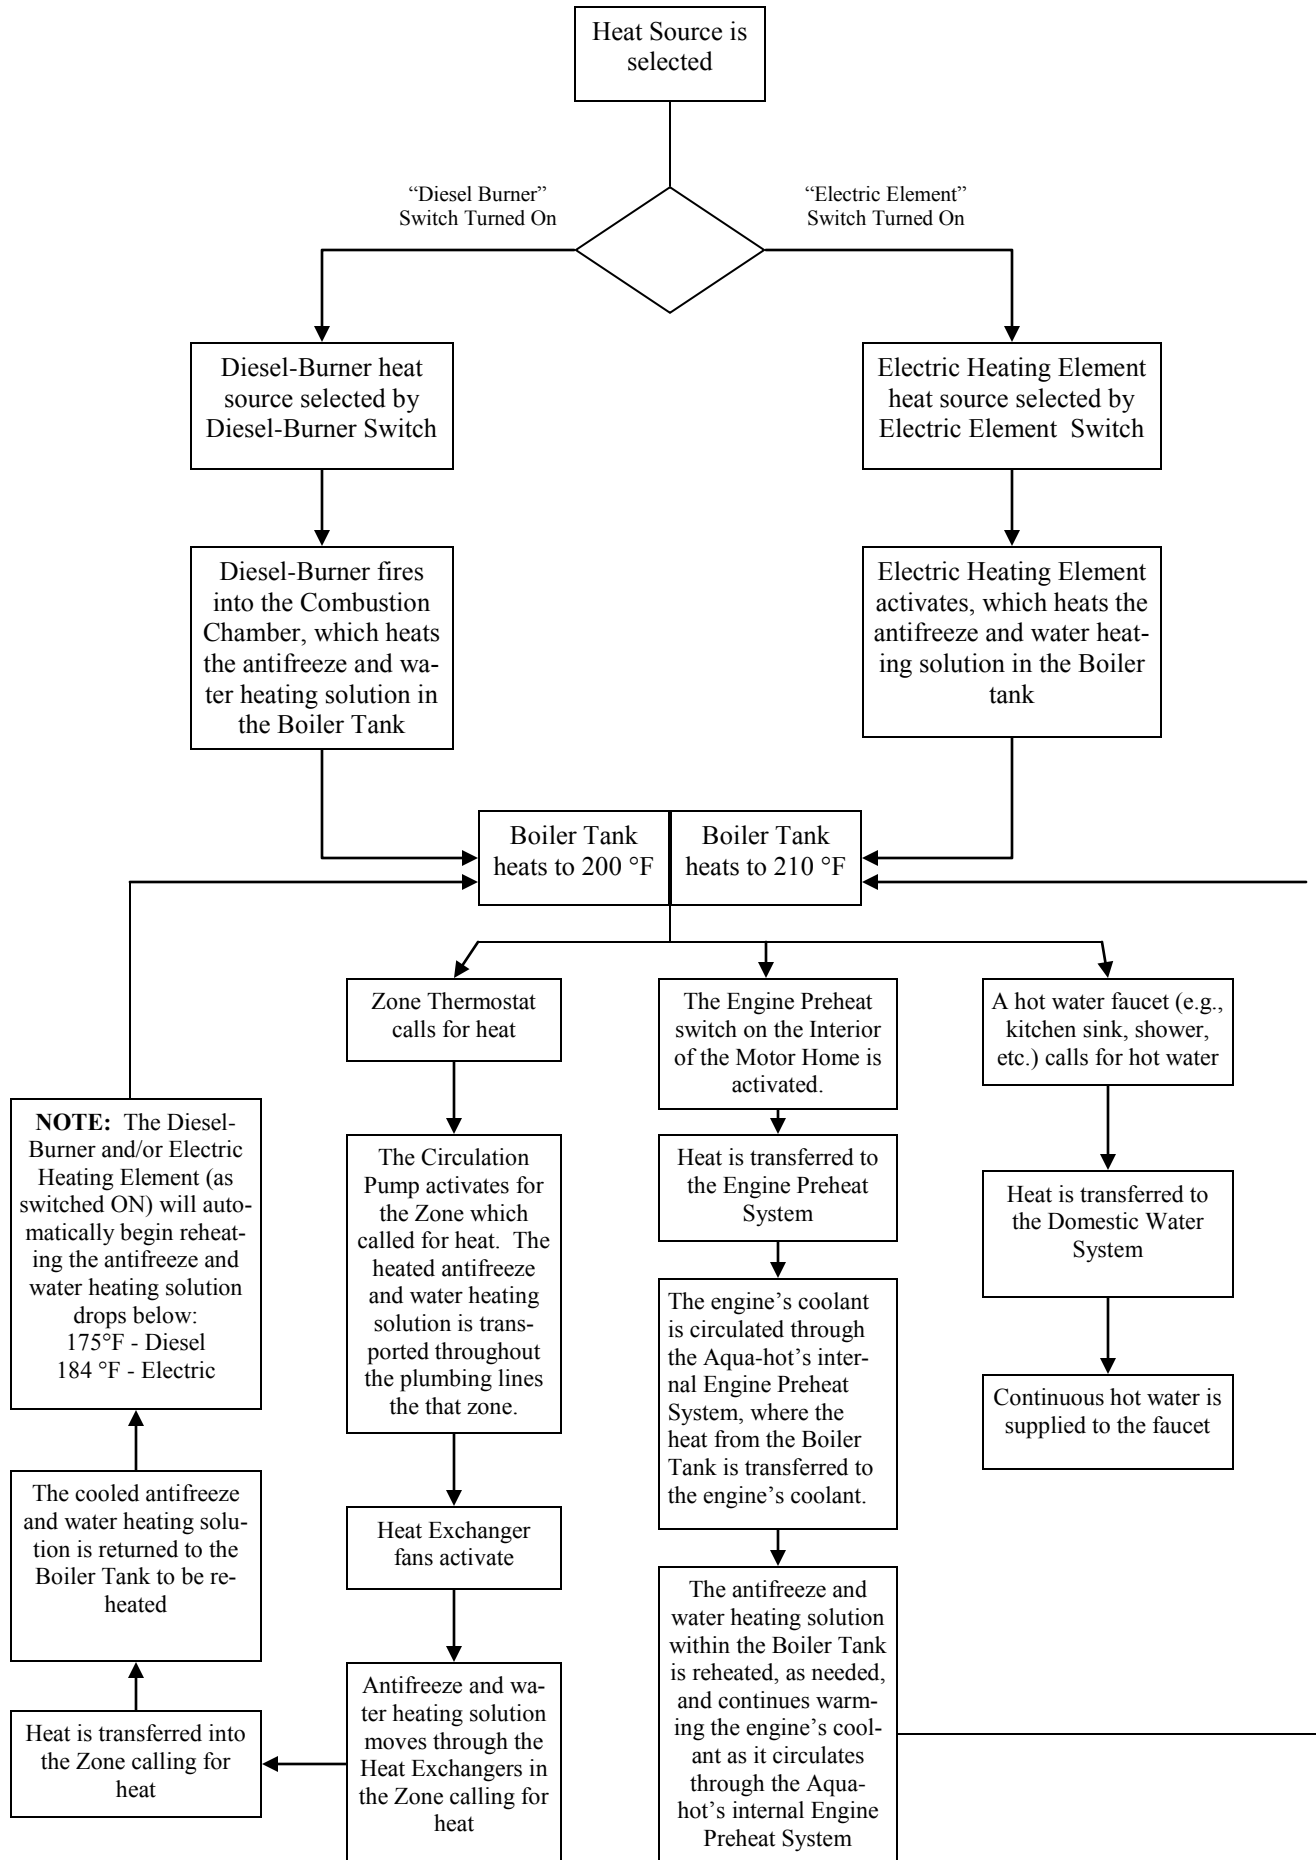 Heat Source is
selected
“Diesel Burner”
Switch Turned On
“Electric Element”
Switch Turned On
Diesel-Burner heat
source selected by
Diesel-Burner Switch
Electric Heating Element
heat source selected by
Electric Element  Switch
Diesel-Burner fires
into the Combustion
Chamber, which heats
the antifreeze and wa-
ter heating solution in
the Boiler Tank
Electric Heating Element
activates, which heats the
antifreeze and water heat-
ing solution in the Boiler
tank
Boiler Tank
heats to 200 °F
Boiler Tank
heats to 210 °F
Zone Thermostat
calls for heat
The Circulation
Pump activates for
the Zone which
called for heat.  The
heated antifreeze
and water heating
solution is trans-
ported throughout
the plumbing lines
the that zone.
Heat Exchanger
fans activate
Antifreeze and wa-
ter heating solution
moves through the
Heat Exchangers in
the Zone calling for
heat
Heat is transferred into
the Zone calling for
heat
The cooled antifreeze
and water heating solu-
tion is returned to the
Boiler Tank to be re-
heated
NOTE:  The Diesel-
Burner and/or Electric
Heating Element (as
switched ON) will auto-
matically begin reheat-
ing the antifreeze and
water heating solution
drops below:
175°F - Diesel
184 °F - Electric
The Engine Preheat
switch on the Interior
of the Motor Home is
activated.
Heat is transferred to
the Engine Preheat
System
The engine’s coolant
is circulated through
the Aqua-hot’s inter-
nal Engine Preheat
System, where the
heat from the Boiler
Tank is transferred to
the engine’s coolant.
The antifreeze and
water heating solution
within the Boiler Tank
is reheated, as needed,
and continues warm-
ing the engine’s cool-
ant as it circulates
through the Aqua-
hot’s internal Engine
Preheat System
A hot water faucet (e.g.,
kitchen sink, shower,
etc.) calls for hot water
Heat is transferred to
the Domestic Water
System
Continuous hot water is
supplied to the faucet